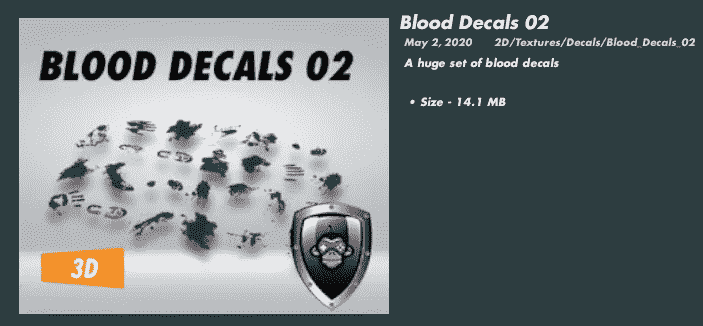 BLOOD DECALS 02
3D
Blood Decals 02
May 2, 2020 2D/Textures/Decals/Blood_Decals_02
A huge set of blood decals
• Size - 14.1 MB